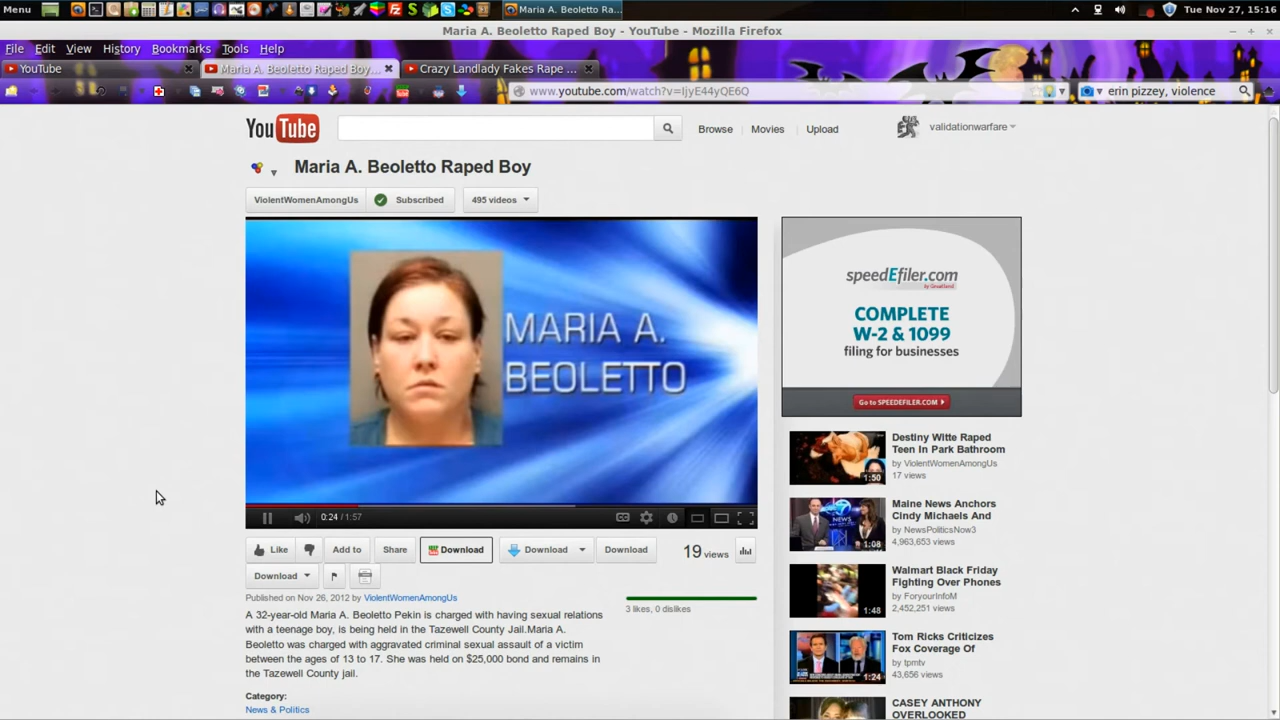 Menu
Maria A. Beoletto Ra...
Tue Nov 27, 15:16
Maria A. Beoletto Raped Boy - YouTube - Mozilla Firefox
File Edit View History Bookmarks Tools Help
YouTube
Maria A. Beoletto Raped Boy ...
Crazy Landlady Fakes Rape ...
www.youtube.com/watch?v=IjyE44yQE6Q
erin pizzey, violence
YouTube
Browse Movies Upload
validationwarfare
Maria A. Beoletto Raped Boy
ViolentWomenAmongUs
Subscribed
495 videos
MARIA A.
BEOLETTO
0:24 / 1:57
Like
Add to
Share
Download
Download
Download
19 views
Download
Published on Nov 26, 2012 by ViolentWomenAmongUs
3 likes, 0 dislikes
A 32-year-old Maria A. Beoletto Pekin is charged with having sexual relations
with a teenage boy, is being held in the Tazewell County Jail.Maria A.
Beoletto was charged with aggravated criminal sexual assault of a victim
between the ages of 13 to 17. She was held on $25,000 bond and remains in
the Tazewell County jail.
Category:
News & Politics
speedEfiler.com
by Greatland
COMPLETE
W-2 & 1099
filing for businesses
Go to SPEEDEFILER.COM
Destiny Witte Raped
Teen In Park Bathroom
by ViolentWomenAmongUs
17 views
1:50
Maine News Anchors
Cindy Michaels And
by NewsPoliticsNow3
4,963,653 views
1:08
Walmart Black Friday
Fighting Over Phones
by ForyourInfoM
2,452,251 views
1:48
Tom Ricks Criticizes
Fox Coverage Of
by tpmtv
43,656 views
1:24
CASEY ANTHONY
OVERLOOKED